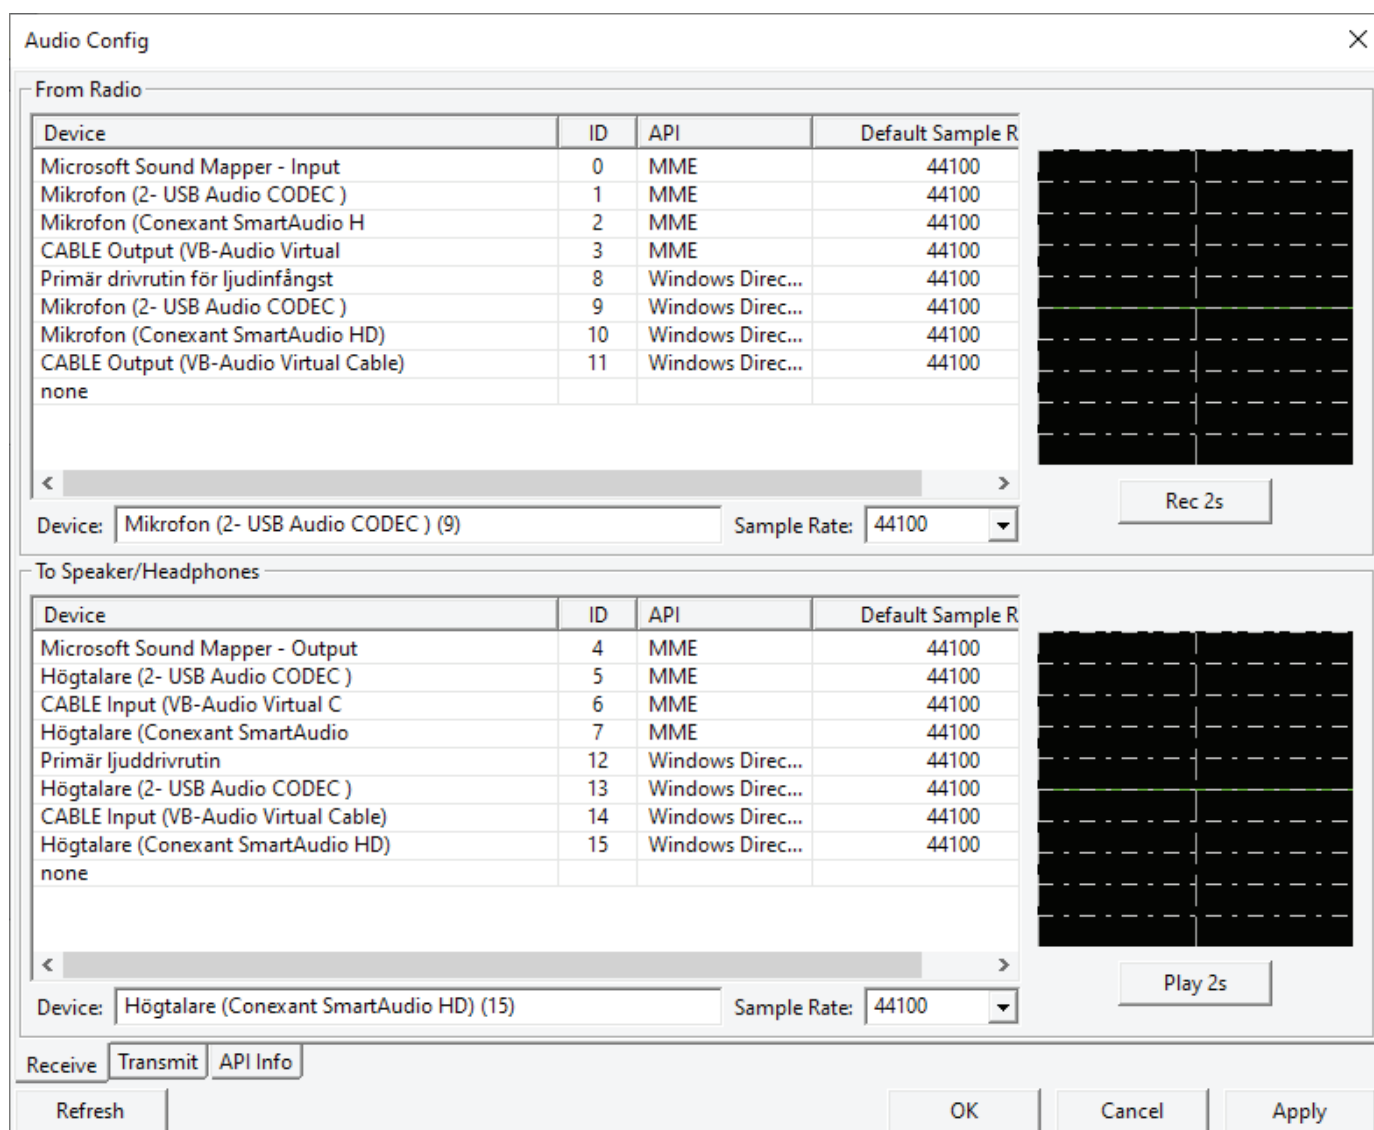 Audio Config
From Radio
Device ID API Default Sample R
Microsoft Sound Mapper - Input 0 MME 44100
Mikrofon (2- USB Audio CODEC ) 1 MME 44100
Mikrofon (Conexant SmartAudio H 2 MME 44100
CABLE Output (VB-Audio Virtual 3 MME 44100
Primär drivrutin för ljudinfångst 8 Windows Direc... 44100
Mikrofon (2- USB Audio CODEC ) 9 Windows Direc... 44100
Mikrofon (Conexant SmartAudio HD) 10 Windows Direc... 44100
CABLE Output (VB-Audio Virtual Cable) 11 Windows Direc... 44100
none
Rec 2s
Device: Mikrofon (2- USB Audio CODEC ) (9) Sample Rate: 44100
To Speaker/Headphones
Device ID API Default Sample R
Microsoft Sound Mapper - Output 4 MME 44100
Högtalare (2- USB Audio CODEC ) 5 MME 44100
CABLE Input (VB-Audio Virtual C 6 MME 44100
Högtalare (Conexant SmartAudio 7 MME 44100
Primär ljuddrivrutin 12 Windows Direc... 44100
Högtalare (2- USB Audio CODEC ) 13 Windows Direc... 44100
CABLE Input (VB-Audio Virtual Cable) 14 Windows Direc... 44100
Högtalare (Conexant SmartAudio HD) 15 Windows Direc... 44100
none
Play 2s
Device: Högtalare (Conexant SmartAudio HD) (15) Sample Rate: 44100
Receive Transmit API Info
Refresh OK Cancel Apply